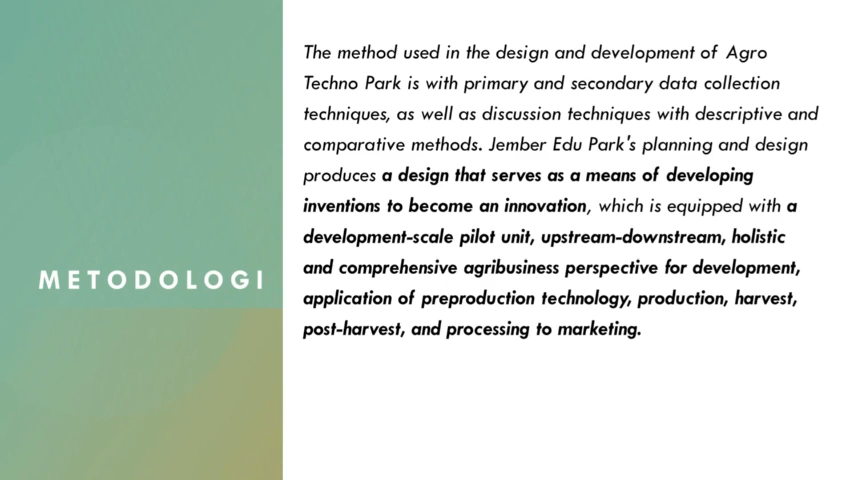 METODOLOGI
The method used in the design and development of Agro
Techno Park is with primary and secondary data collection
techniques, as well as discussion techniques with descriptive and
comparative methods. Jember Edu Park's planning and design
produces a design that serves as a means of developing
inventions to become an innovation, which is equipped with a
development-scale pilot unit, upstream-downstream, holistic
and comprehensive agribusiness perspective for development,
application of preproduction technology, production, harvest,
post-harvest, and processing to marketing.